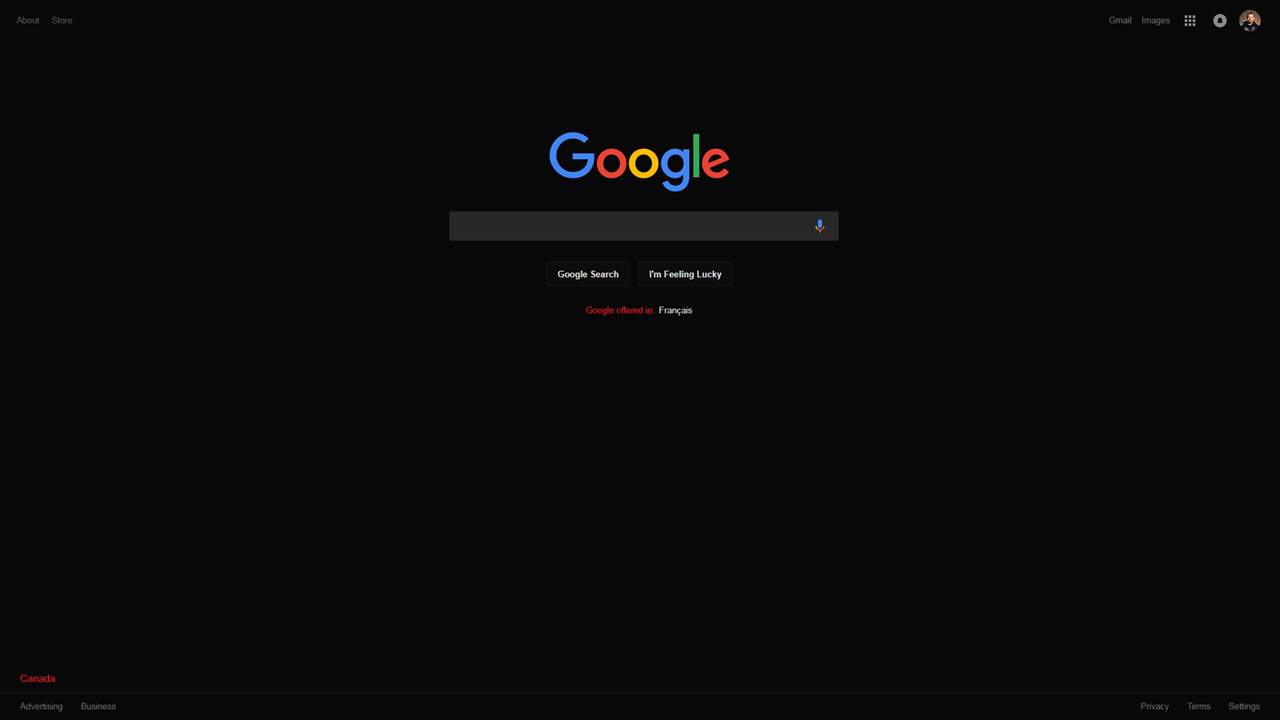 About Store
Gmail Images
Google
Google Search I'm Feeling Lucky
Google offered in: Français
Canada
Advertising Business
Privacy Terms Settings